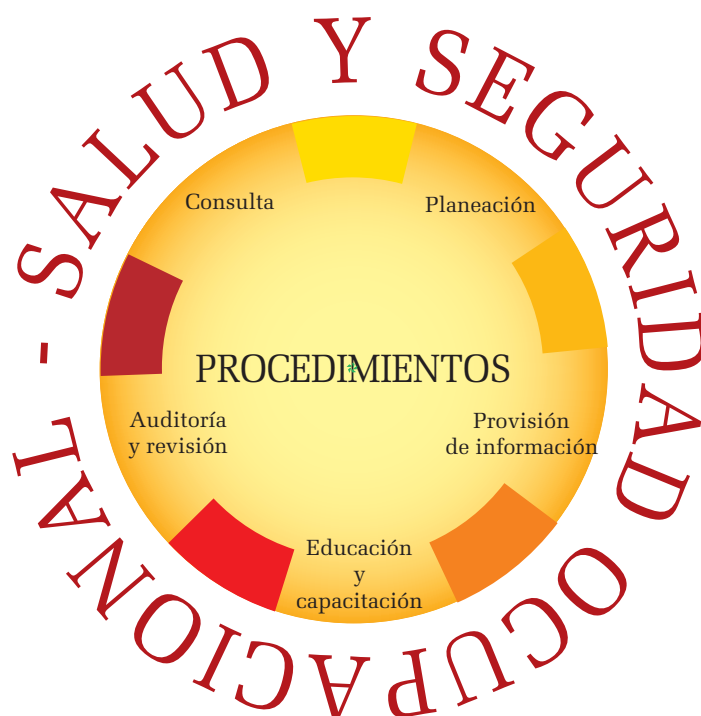 SALUD Y SEGURIDAD OCUPACIONAL -
Consulta
Planeación
PROCEDIMIENTOS
Auditoría
y revisión
Provisión
de información
Educación
y
capacitación